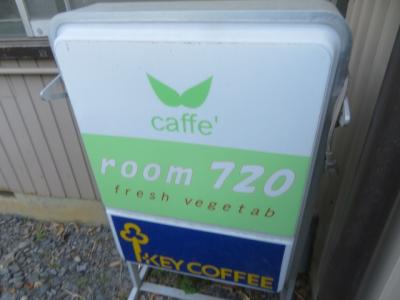 caffe'
room 720
fresh vegetab
KEY COFFEE